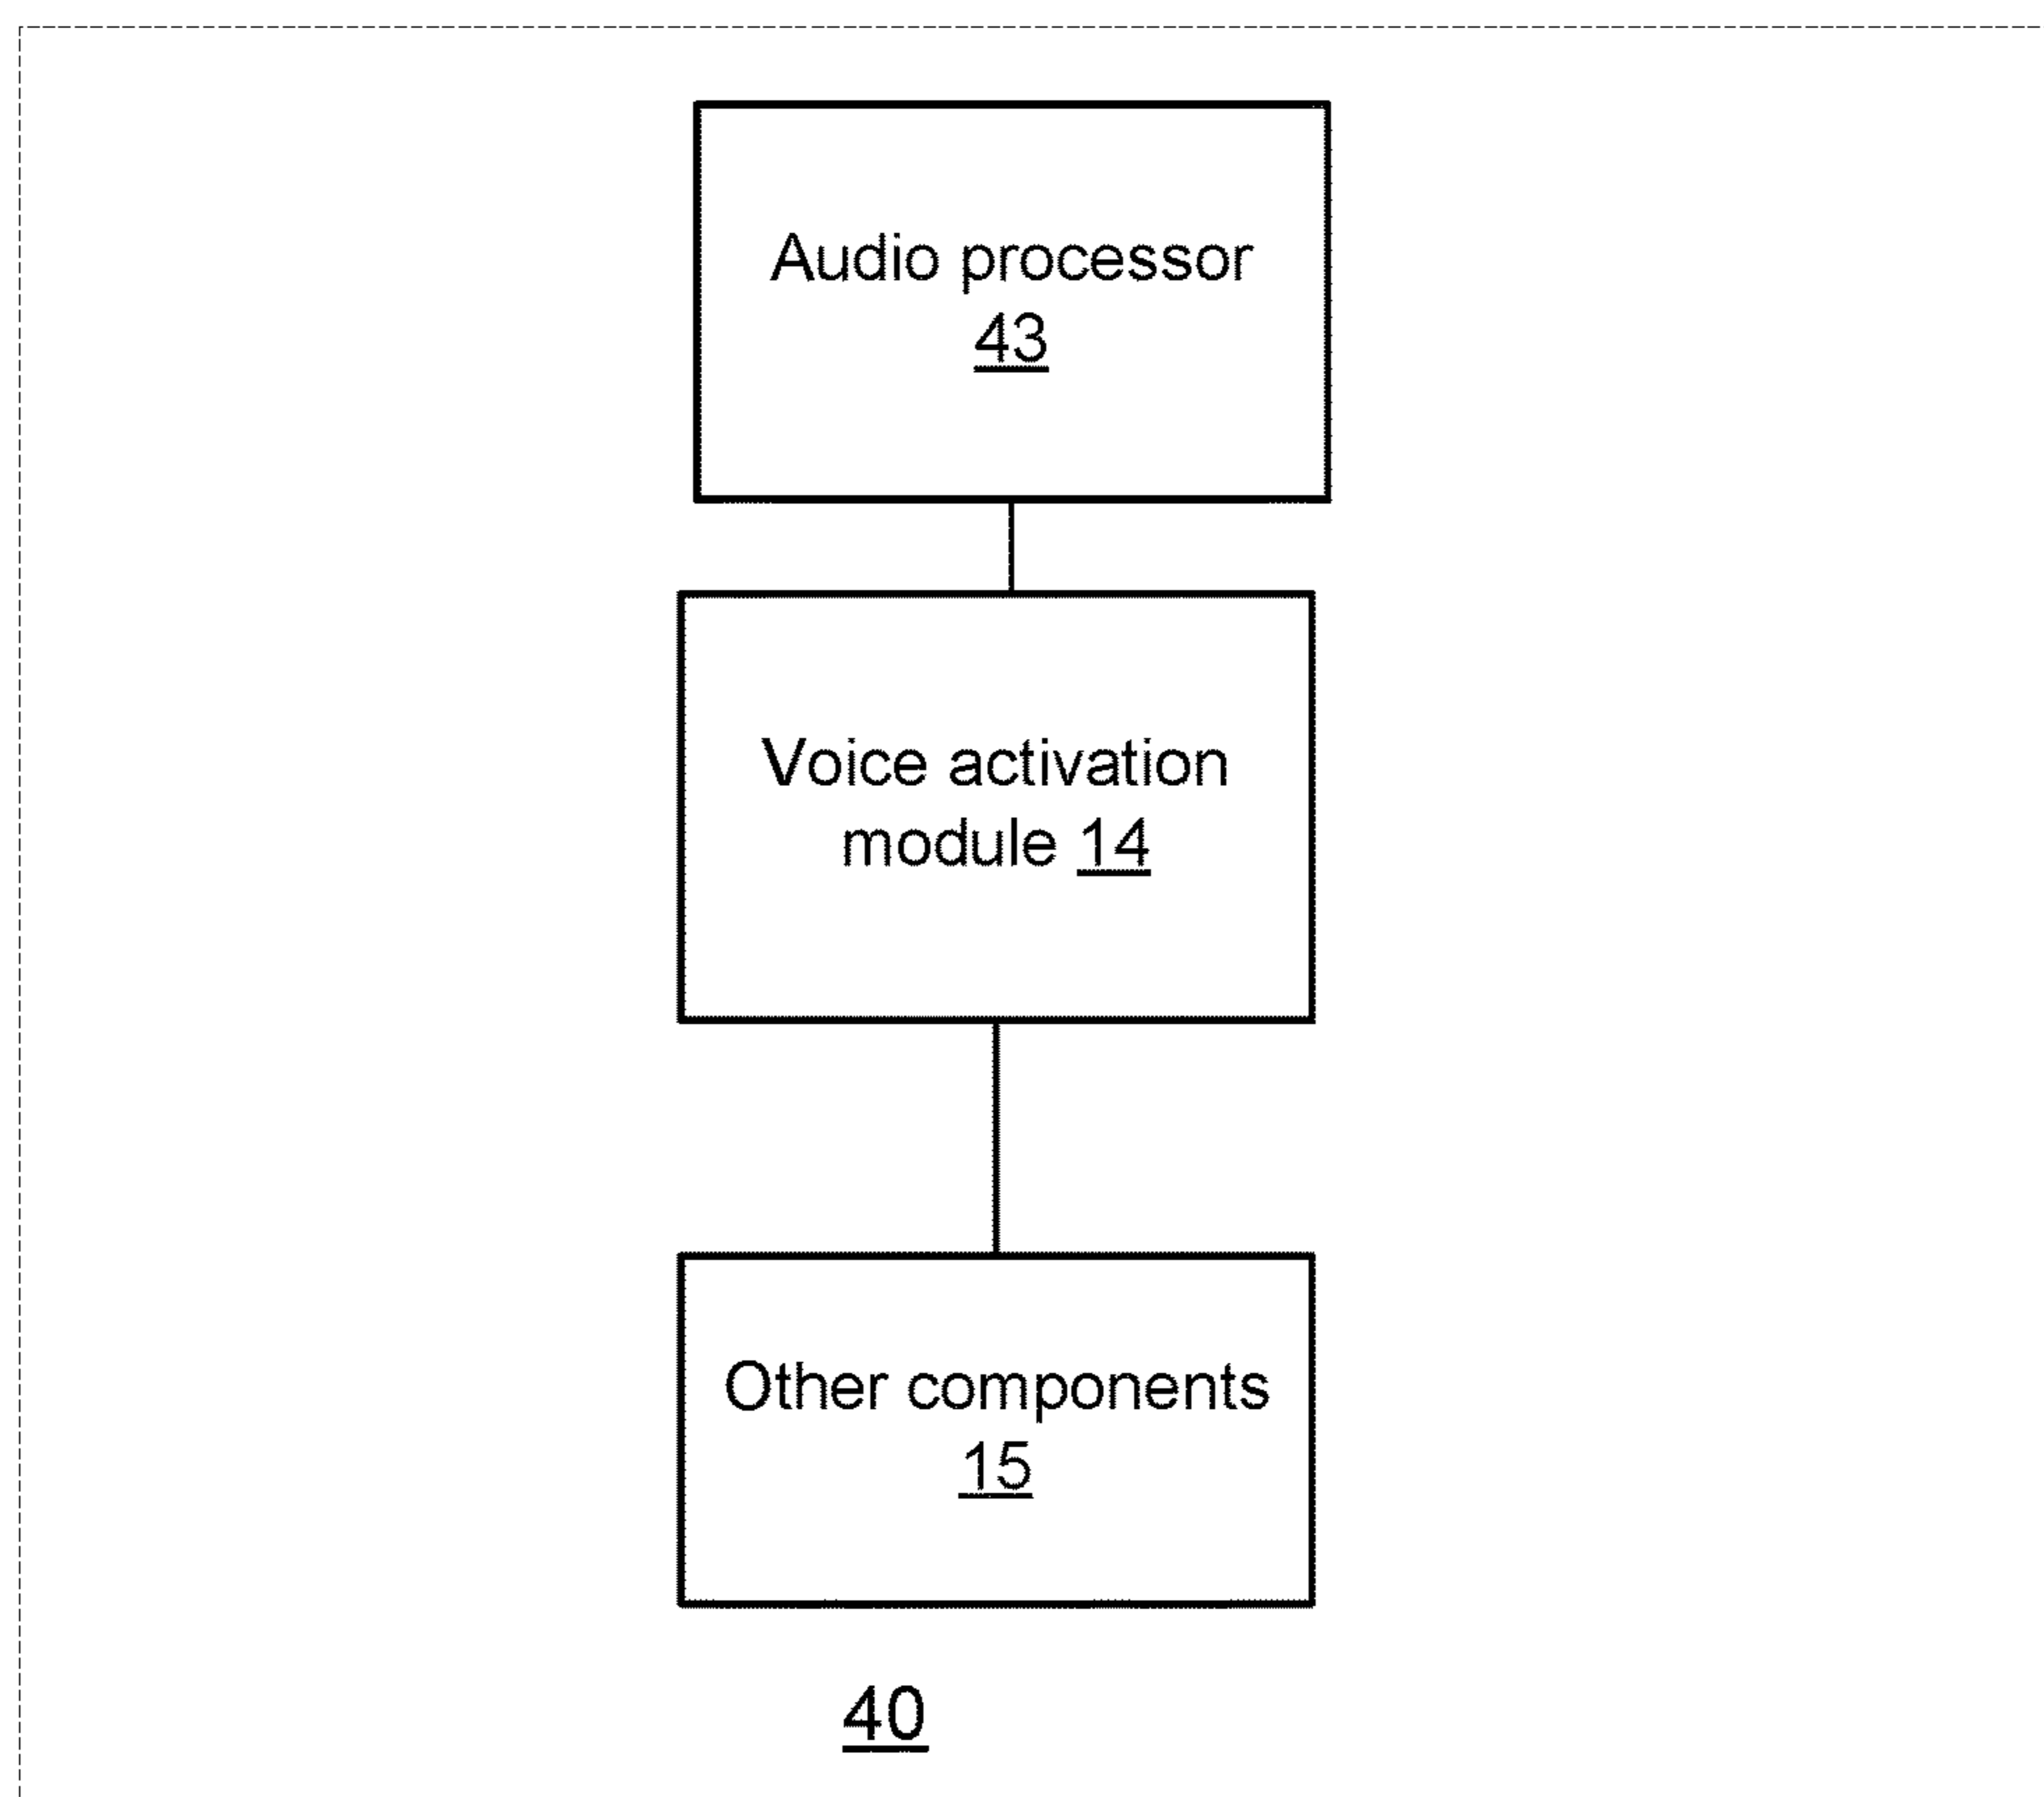 Audio processor
43
Voice activation
module 14
Other components
15
40